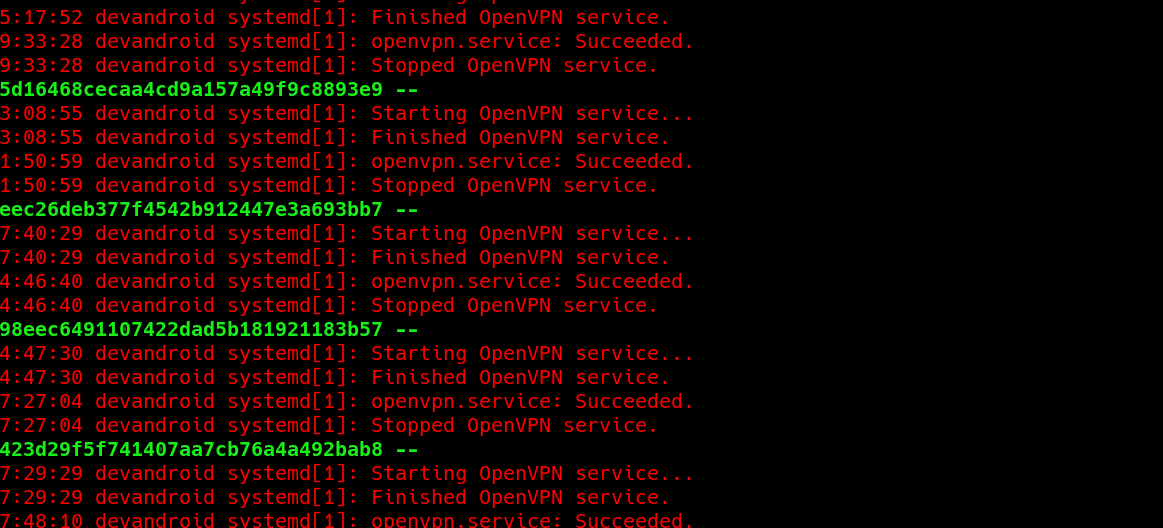 5:17:52 devandroid systemd[1]: Finished OpenVPN service.
9:33:28 devandroid systemd[1]: openvpn.service: Succeeded.
9:33:28 devandroid systemd[1]: Stopped OpenVPN service.
5d16468cecaa4cd9a157a49f9c8893e9 --
3:08:55 devandroid systemd[1]: Starting OpenVPN service...
3:08:55 devandroid systemd[1]: Finished OpenVPN service.
1:50:59 devandroid systemd[1]: openvpn.service: Succeeded.
1:50:59 devandroid systemd[1]: Stopped OpenVPN service.
eec26deb377f4542b912447e3a693bb7 --
7:40:29 devandroid systemd[1]: Starting OpenVPN service...
7:40:29 devandroid systemd[1]: Finished OpenVPN service.
4:46:40 devandroid systemd[1]: openvpn.service: Succeeded.
4:46:40 devandroid systemd[1]: Stopped OpenVPN service.
98eec6491107422dad5b181921183b57 --
4:47:30 devandroid systemd[1]: Starting OpenVPN service...
4:47:30 devandroid systemd[1]: Finished OpenVPN service.
7:27:04 devandroid systemd[1]: openvpn.service: Succeeded.
7:27:04 devandroid systemd[1]: Stopped OpenVPN service.
423d29f5f741407aa7cb76a4a492bab8 --
7:29:29 devandroid systemd[1]: Starting OpenVPN service...
7:29:29 devandroid systemd[1]: Finished OpenVPN service.
7:48:10 devandroid systemd[1]: openvpn.service: Succeeded.